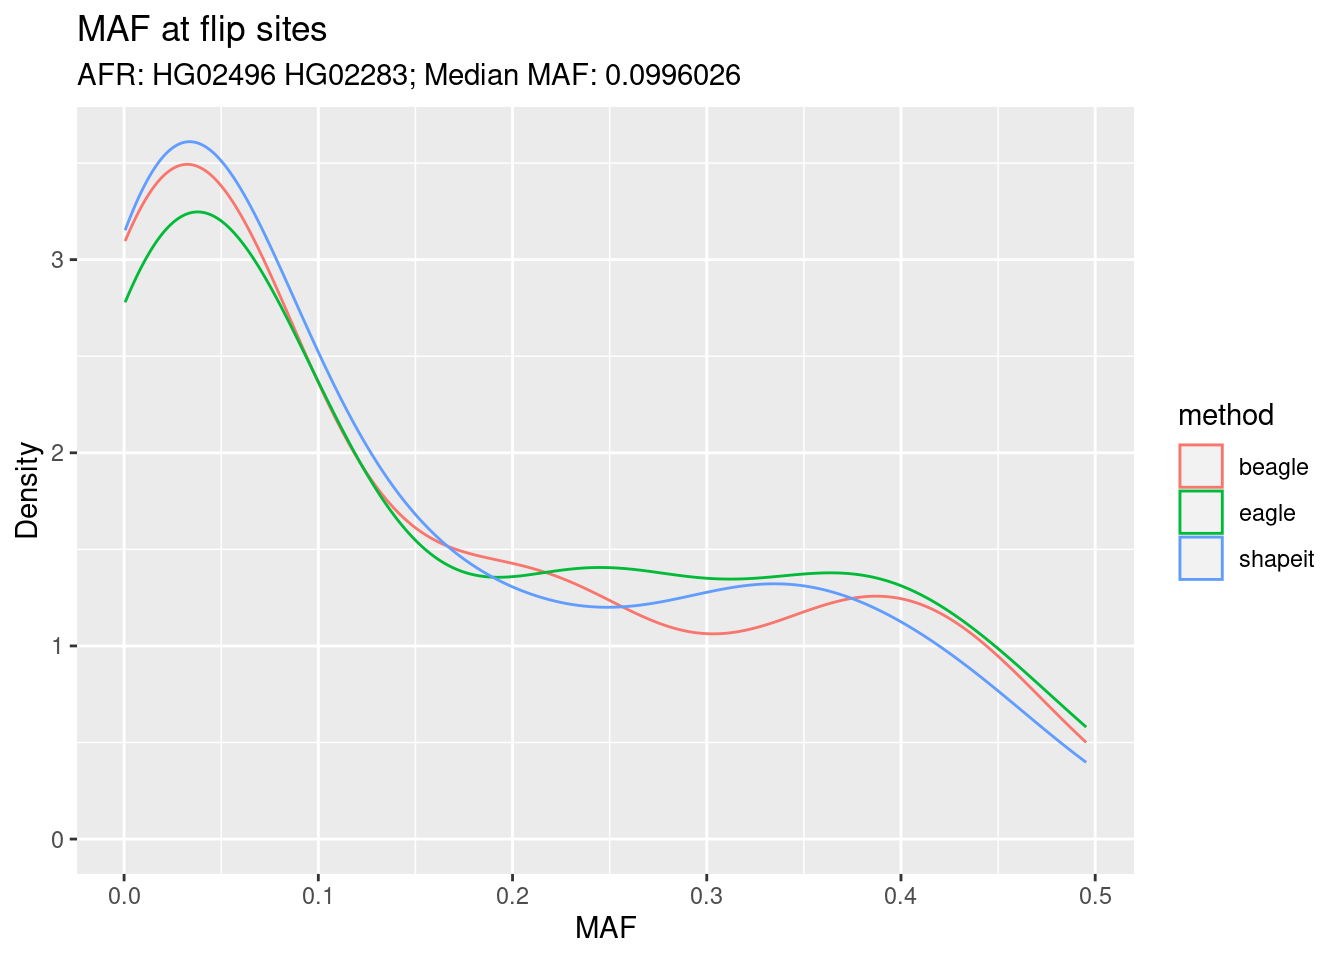 MAF at flip sites
AFR: HG02496 HG02283; Median MAF: 0.0996026
Density
3
2
1
0
0.0 0.1 0.2 0.3 0.4 0.5
MAF
method
beagle
eagle
shapeit